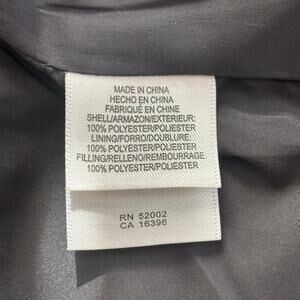 MADE IN CHINA
HECHO EN CHINA
FABRIQUÉ EN CHINE
SHELL/ARMAZON/EXTERIEUR:
100% POLYESTER/POLIESTER
LINING/FORRO/DOUBLURE:
100% POLYESTER/POLIESTER
FILLING/RELLENO/REMBOURRAGE:
100% POLYESTER/POLIESTER
RN 52002
CA 16396